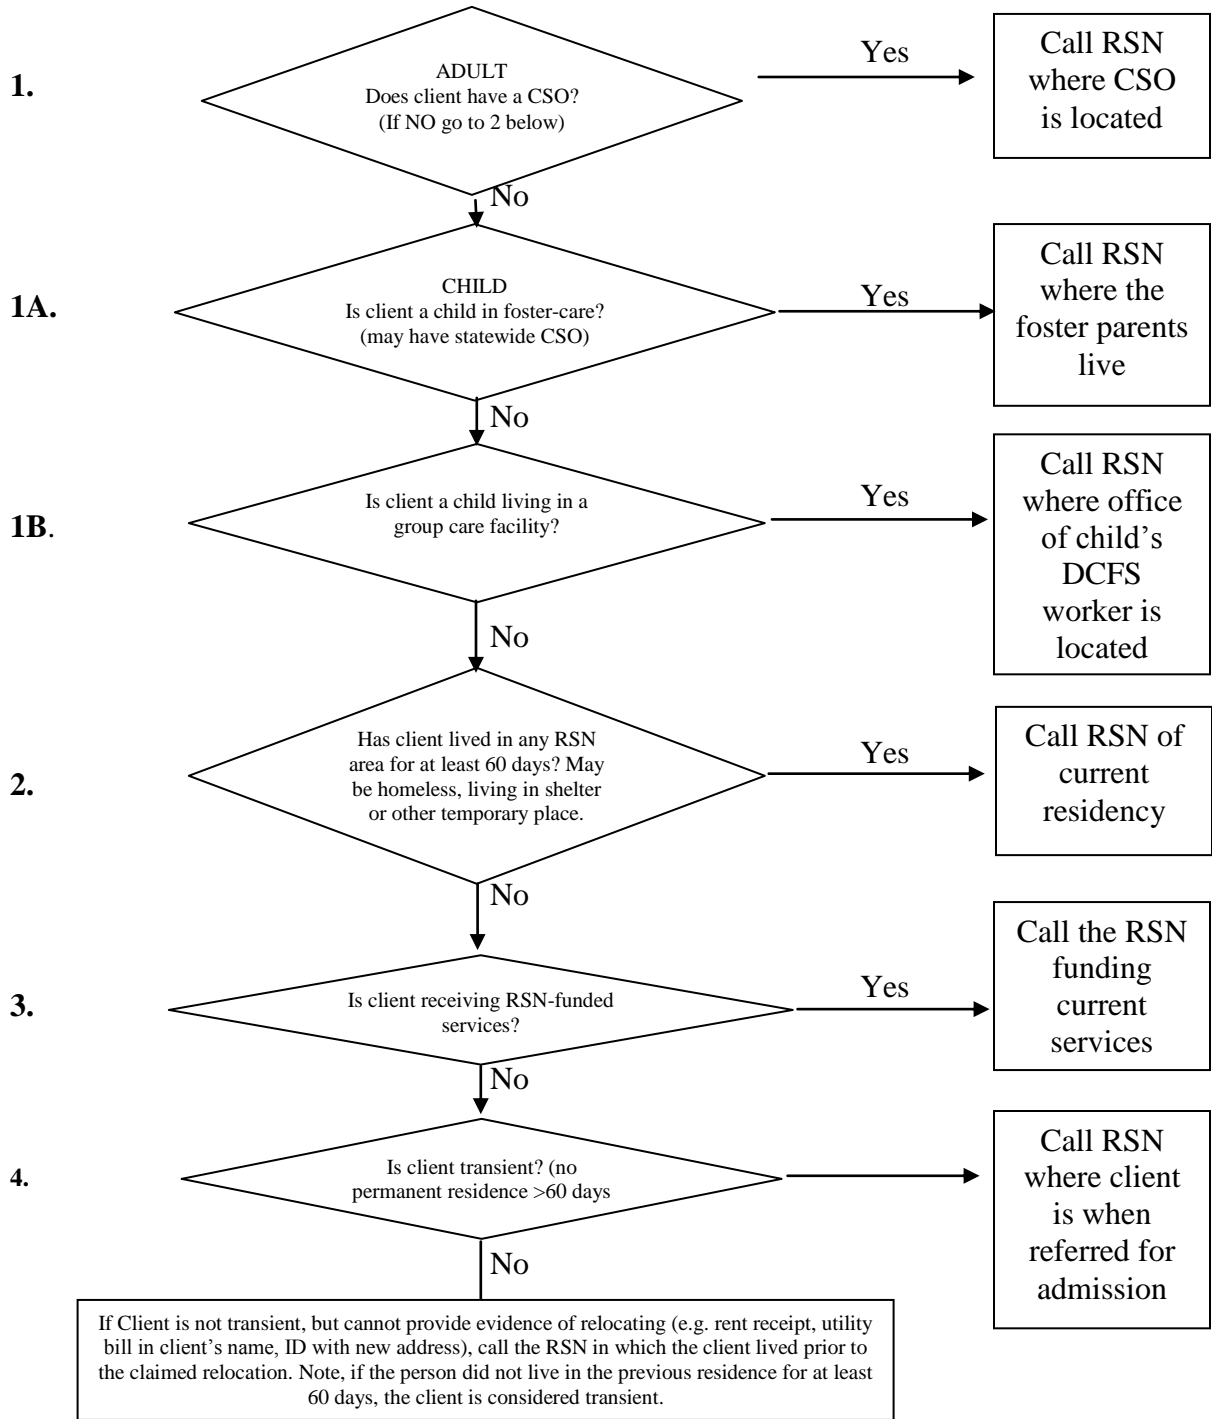 1.
ADULT
Does client have a CSO?
(If NO go to 2 below)
Yes
Call RSN
where CSO
is located
No
1A.
CHILD
Is client a child in foster-care?
(may have statewide CSO)
Yes
Call RSN
where the
foster parents
live
No
1B.
Is client a child living in a
group care facility?
Yes
Call RSN
where office
of child’s
DCFS
worker is
located
No
2.
Has client lived in any RSN
area for at least 60 days? May
be homeless, living in shelter
or other temporary place.
Yes
Call RSN of
current
residency
No
3.
Is client receiving RSN-funded
services?
Yes
Call the RSN
funding
current
services
No
4.
Is client transient? (no
permanent residence >60 days
Call RSN
where client
is when
referred for
admission
No
If Client is not transient, but cannot provide evidence of relocating (e.g. rent receipt, utility
bill in client’s name, ID with new address), call the RSN in which the client lived prior to
the claimed relocation. Note, if the person did not live in the previous residence for at least
60 days, the client is considered transient.